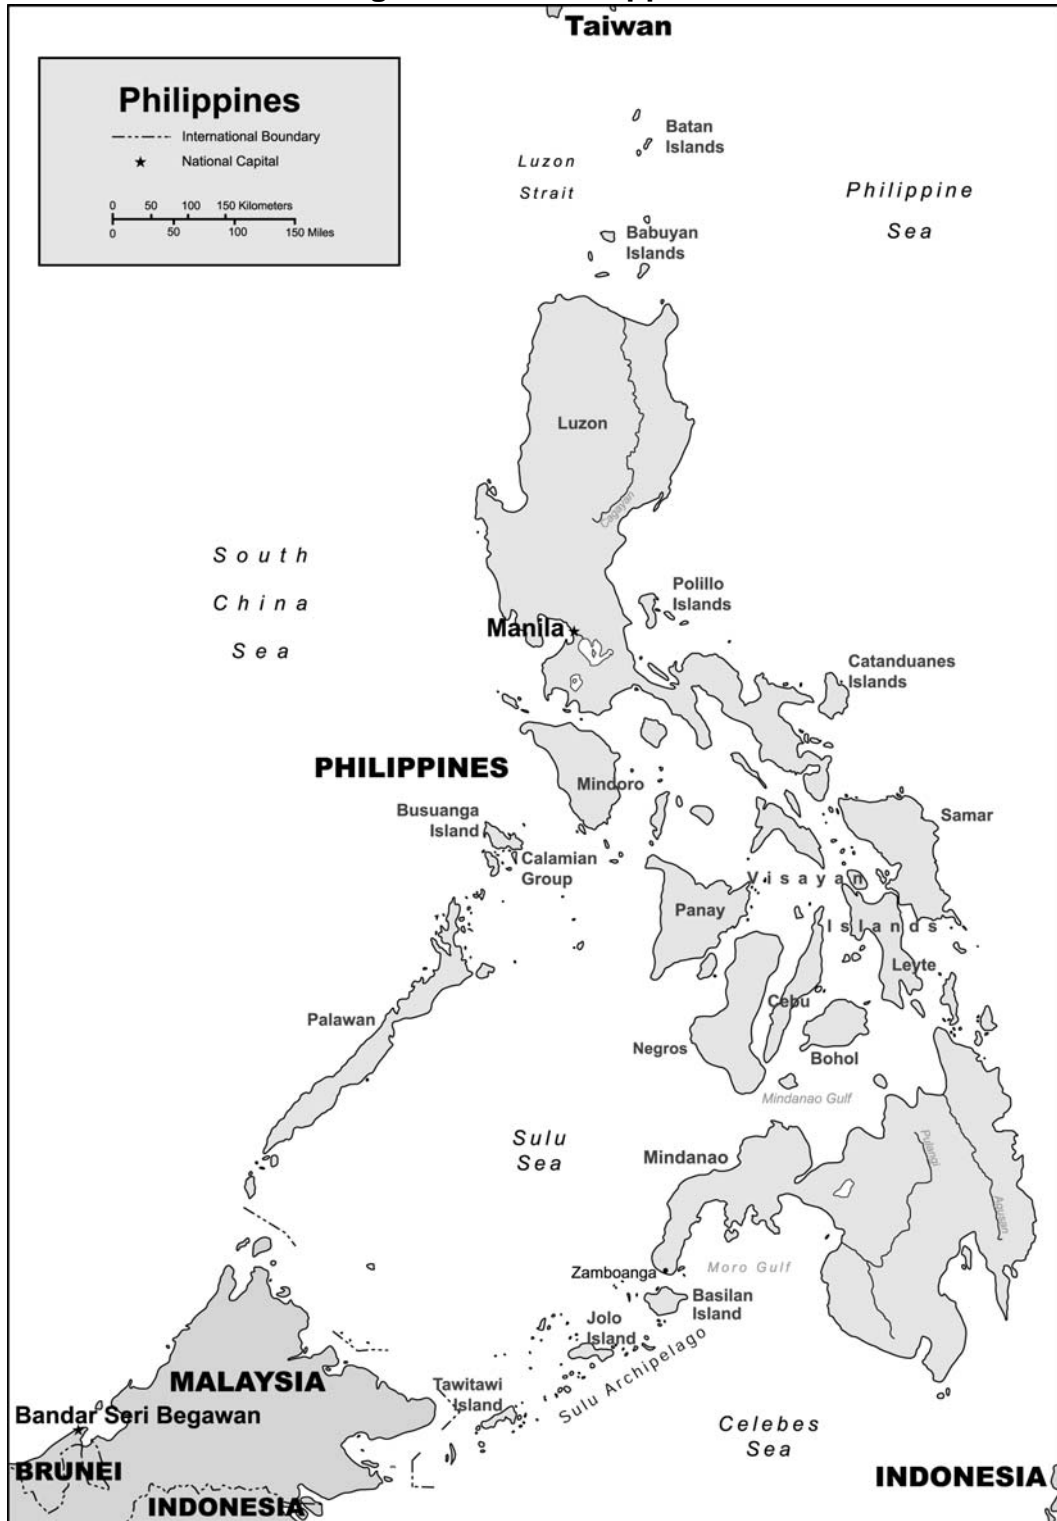 Taiwan
Philippines
International Boundary
National Capital
0 50 100 150 Kilometers
0 50 100 150 Miles
Batan
Islands
Luzon
Strait
Philippine
Sea
Babuyan
Islands
Luzon
Cagayan
South
China
Sea
Polillo
Islands
Manila
Catanduanes
Islands
PHILIPPINES
Mindoro
Busuanga
Island
Samar
Calamian
Group
Visayan
Islands
Panay
Leyte
Cebu
Palawan
Negros
Bohol
Mindanao Gulf
Sulu
Sea
Mindanao
Pulangi
Agusan
Zamboanga
Moro Gulf
Basilan
Island
Jolo
Island
Sulu Archipelago
MALAYSIA
Tawitawi
Island
Bandar Seri Begawan
Celebes
Sea
BRUNEI
INDONESIA
INDONESIA